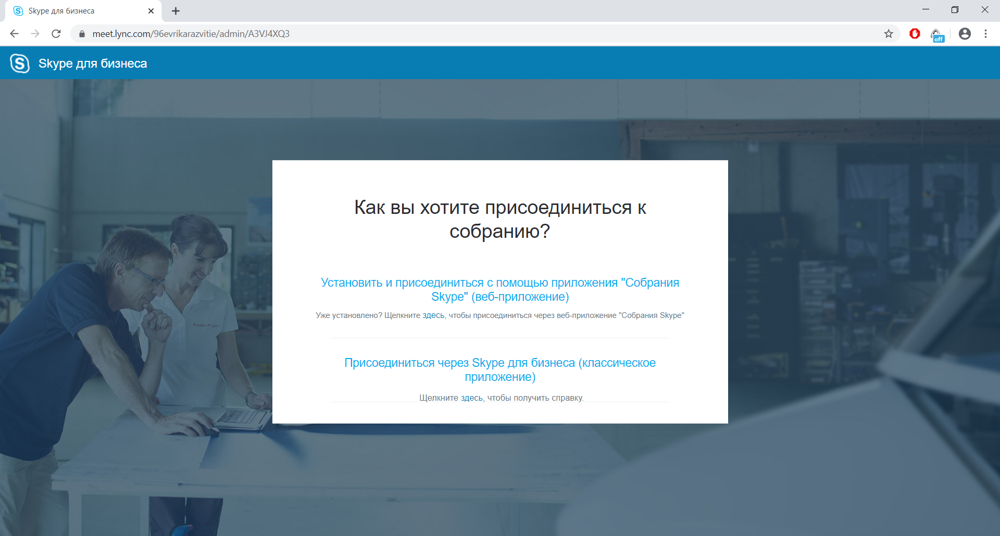 Skype для бизнеса
meet.lync.com/96evrikarazvitie/admin/A3VJ4XQ3
off
Skype для бизнеса
Как вы хотите присоединиться к
собранию?
Установить и присоединиться с помощью приложения "Собрания
Skype" (веб-приложение)
Уже установлено? Щелкните здесь, чтобы присоединиться через веб-приложение "Собрания Skype"
SolarFlight
Присоединиться через Skype для бизнеса (классическое
приложение)
Щелкните здесь, чтобы получить справку.